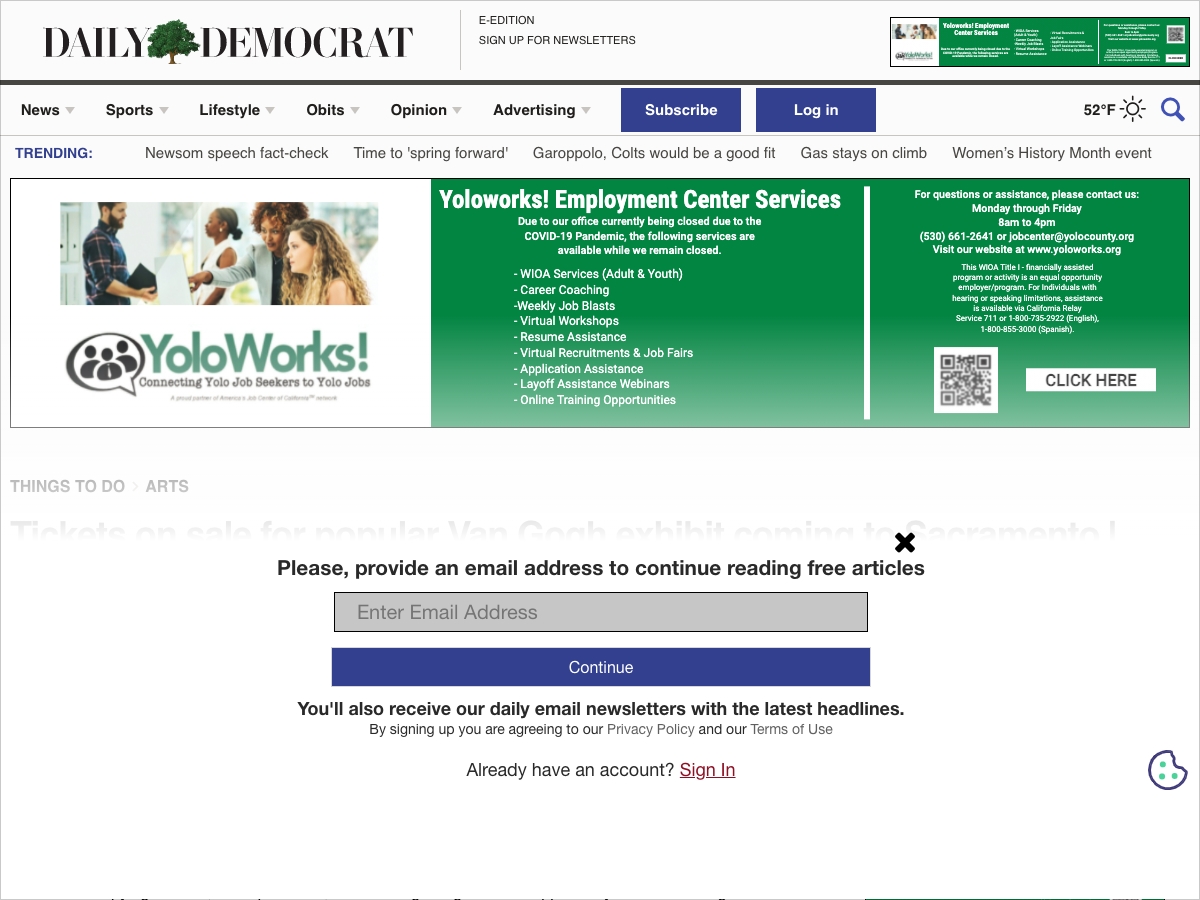 DAILY DEMOCRAT
E-EDITION
SIGN UP FOR NEWSLETTERS
Yoloworks! Employment
Center Services
News
Sports
Lifestyle
Obits
Opinion
Advertising
Subscribe
Log in
52°F
TRENDING:
Newsom speech fact-check
Time to 'spring forward'
Garoppolo, Colts would be a good fit
Gas stays on climb
Women's History Month event
YoloWorks!
Connecting Yolo Job Seekers to Yolo Jobs
A proud partner of America's Job Center of California℠ network
Yoloworks! Employment Center Services
Due to our office currently being closed due to the
COVID-19 Pandemic, the following services are
available while we remain closed.
- WIOA Services (Adult & Youth)
- Career Coaching
-Weekly Job Blasts
- Virtual Workshops
- Resume Assistance
- Virtual Recruitments & Job Fairs
- Application Assistance
- Layoff Assistance Webinars
- Online Training Opportunities
For questions or assistance, please contact us:
Monday through Friday
8am to 4pm
(530) 661-2641 or jobcenter@yolocounty.org
Visit our website at www.yoloworks.org
This WIOA Title I - financially assisted
program or activity is an equal opportunity
employer/program. For Individuals with
hearing or speaking limitations, assistance
is available via California Relay
Service 711 or 1-800-735-2922 (English),
1-800-855-3000 (Spanish).
CLICK HERE
THINGS TO DO › ARTS
Tickets on sale for popular Van Gogh exhibit coming to Sacramento |
Please, provide an email address to continue reading free articles
Enter Email Address
Continue
You'll also receive our daily email newsletters with the latest headlines.
By signing up you are agreeing to our Privacy Policy and our Terms of Use
Already have an account? Sign In